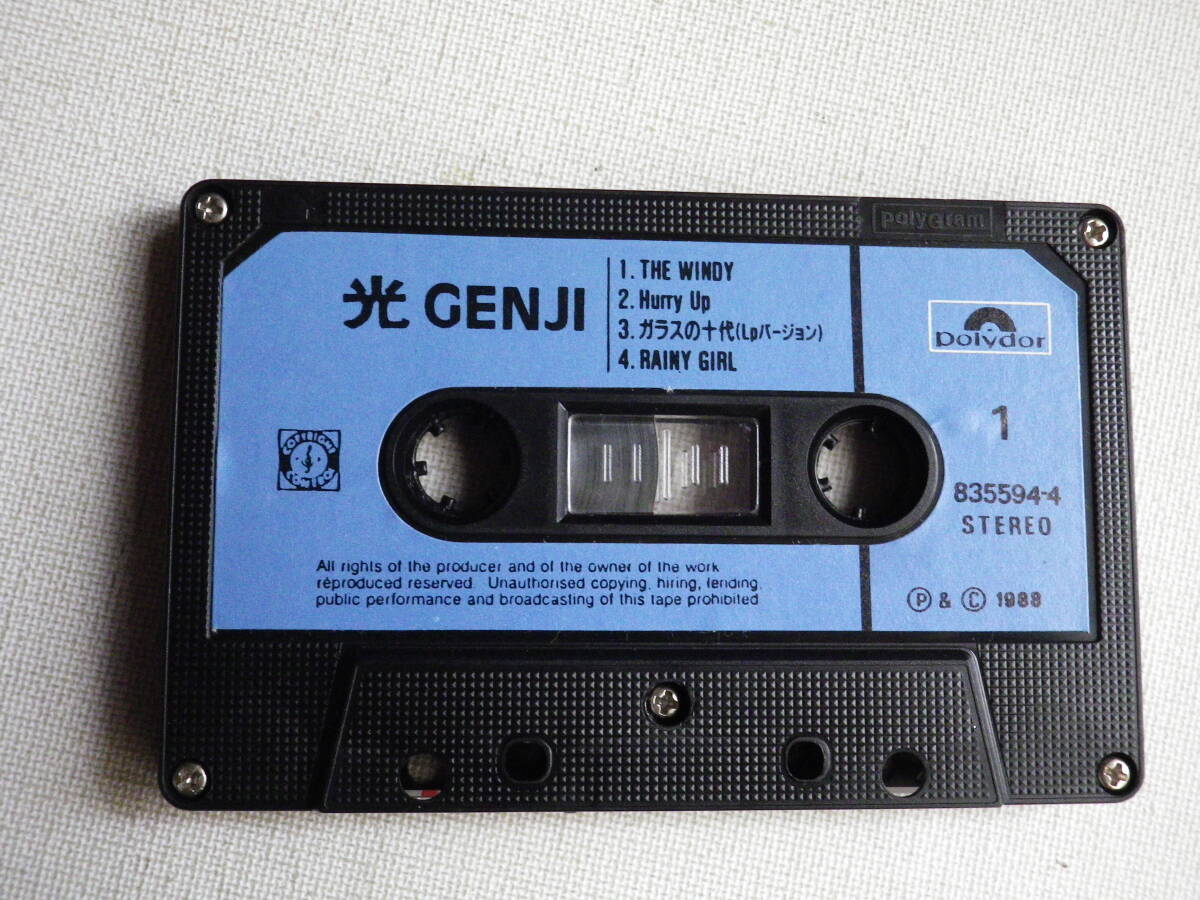 polygram
光 GENJI
1. THE WINDY
2. Hurry Up
3. ガラスの十代(Lpバージョン)
4. RAINY GIRL
polydor
1
835594-4
STEREO
All rights of the producer and of the owner of the work
reproduced reserved. Unauthorised copying, hiring, lending,
public performance and broadcasting of this tape prohibited
Ⓟ & © 1988